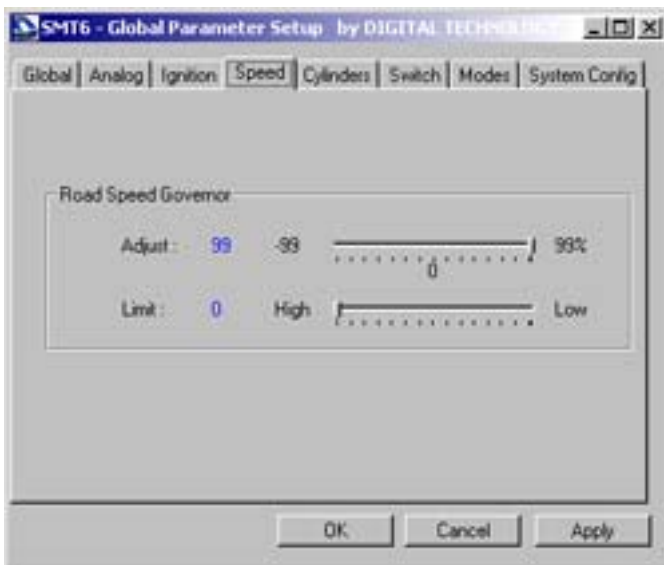 SMT6 - Global Parameter Setup by DIGITAL TECHNOLOGY
Global Analog Ignition Speed Cylinders Switch Modes System Config
Road Speed Governor
Adjust : 99 -99 0 99%
Limit : 0 High Low
OK Cancel Apply